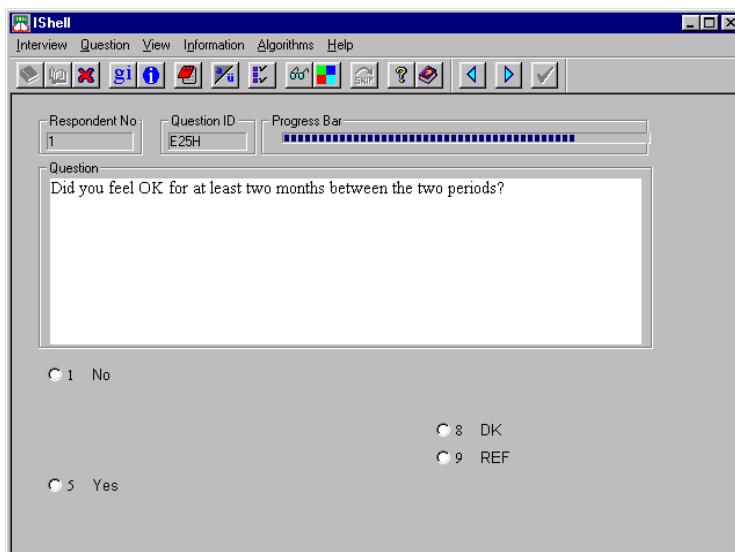 IShell
Interview Question View Information Algorithms Help
gi i a/ü SKIP ?
Respondent No Question ID Progress Bar
1 E25H
Question
Did you feel OK for at least two months between the two periods?
1 No
8 DK
9 REF
5 Yes